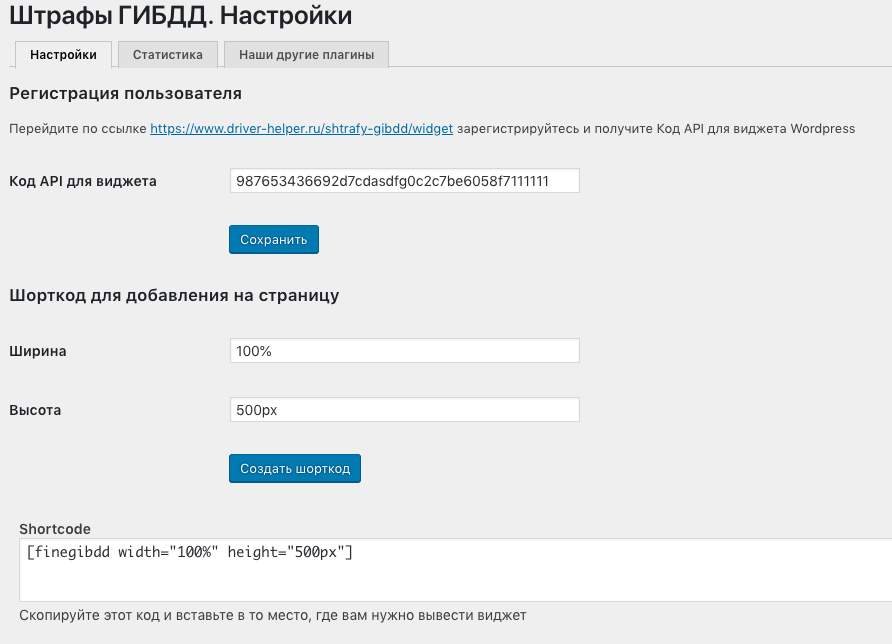 Штрафы ГИБДД. Настройки
Настройки Статистика Наши другие плагины
Регистрация пользователя
Перейдите по ссылке https://www.driver-helper.ru/shtrafy-gibdd/widget зарегистрируйтесь и получите Код API для виджета Wordpress
Код API для виджета 987653436692d7cdasdfg0c2c7be6058f7111111
Сохранить
Шорткод для добавления на страницу
Ширина 100%
Высота 500px
Создать шорткод
Shortcode
[finegibdd width="100%" height="500px"]
Скопируйте этот код и вставьте в то место, где вам нужно вывести виджет